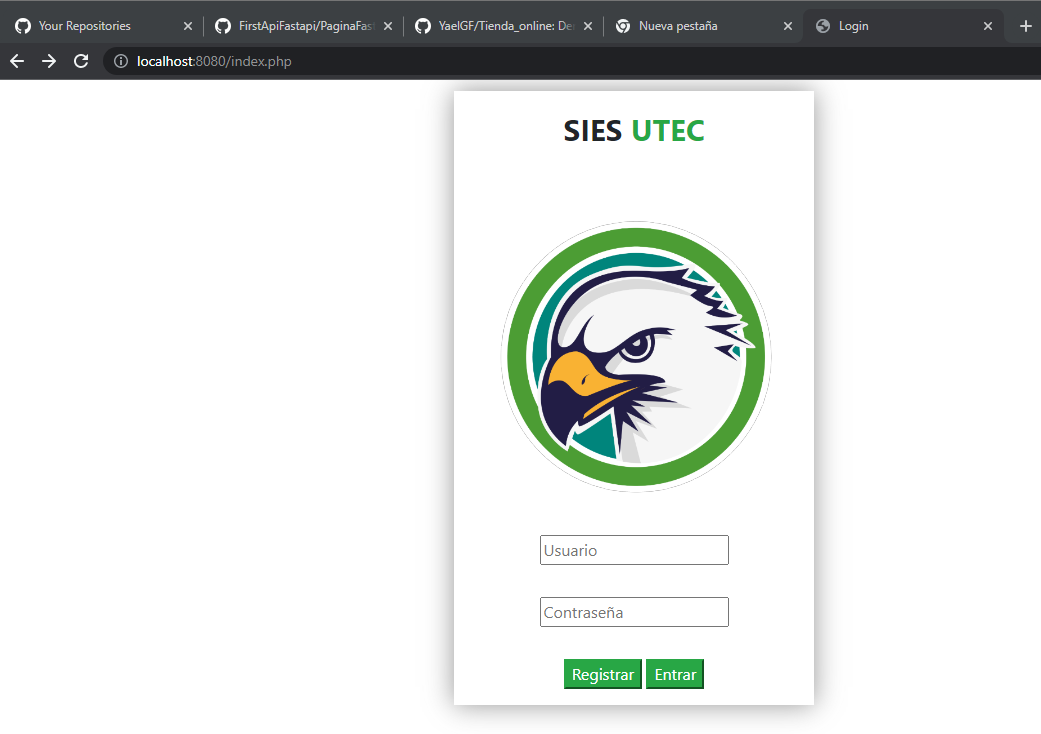 Your Repositories
FirstApiFastapi/PaginaFast
YaelGF/Tienda_online: De
Nueva pestaña
Login
localhost:8080/index.php
SIES UTEC
Usuario
Contraseña
Registrar Entrar